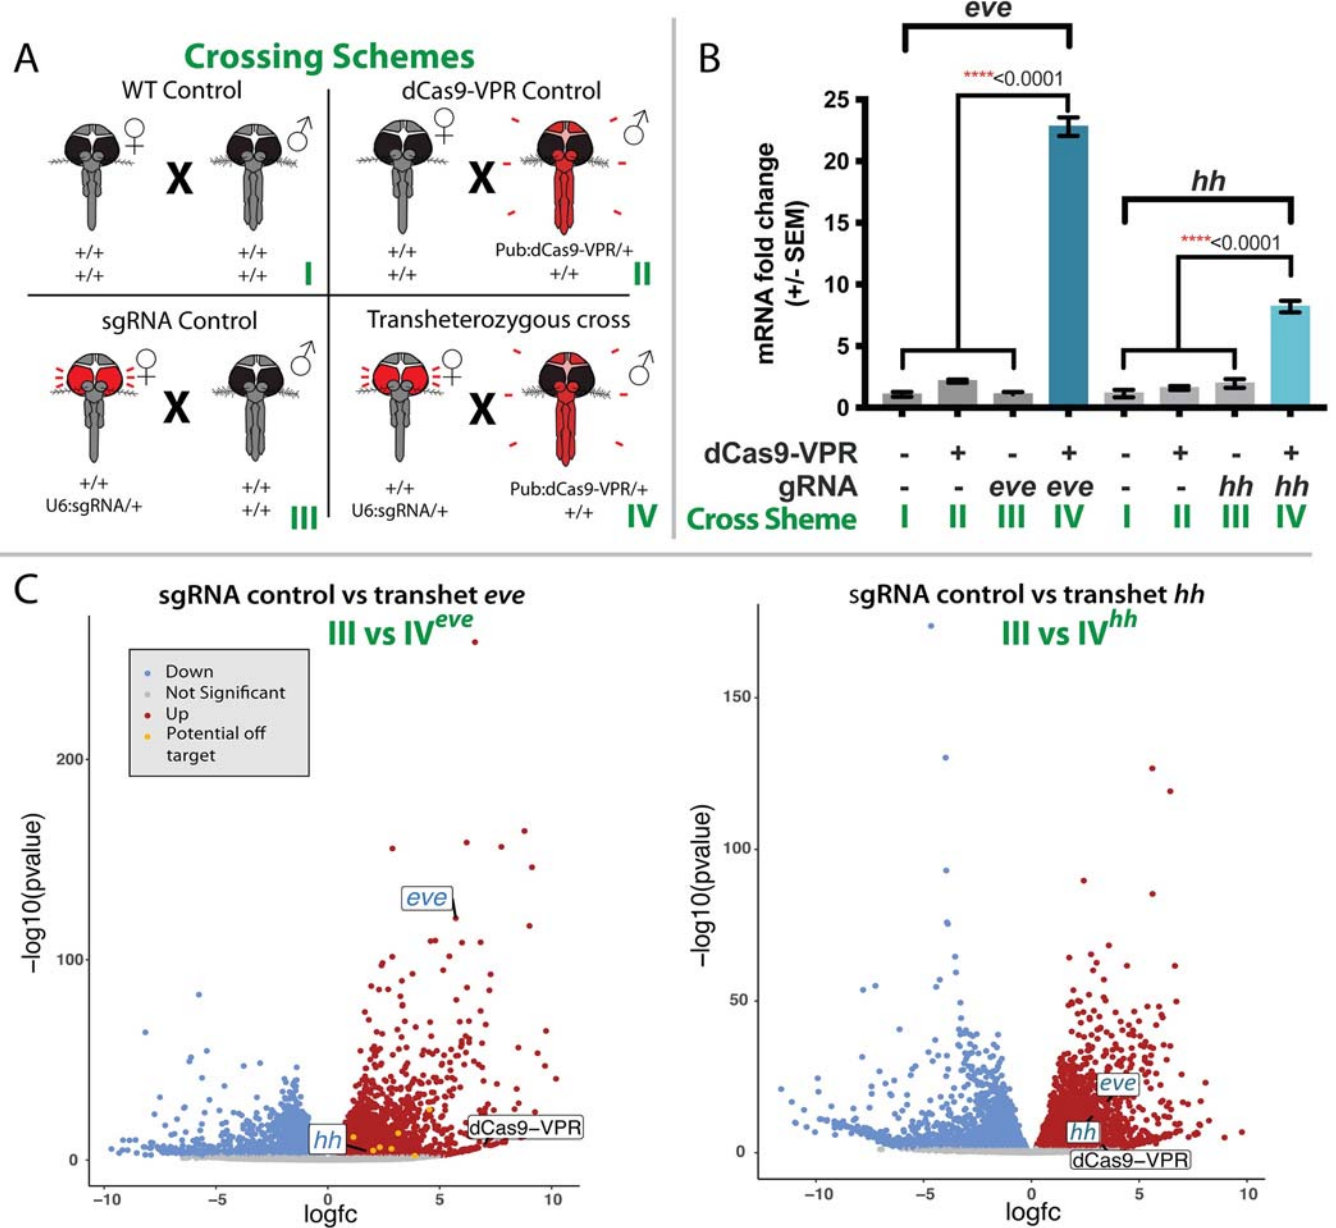 A
Crossing Schemes
WT Control
♀
♂
X
+/+
+/+
+/+
+/+
I
dCas9-VPR Control
♀
♂
X
+/+
+/+
Pub:dCas9-VPR/+
+/+
II
sgRNA Control
♀
♂
X
+/+
U6:sgRNA/+
+/+
+/+
III
Transheterozygous cross
♀
♂
X
+/+
U6:sgRNA/+
Pub:dCas9-VPR/+
+/+
IV
B
eve
****<0.0001
hh
****<0.0001
mRNA fold change
(+/- SEM)
25
20
15
10
5
0
dCas9-VPR - + - + - + - +
gRNA - - eve eve - - hh hh
Cross Sheme I II III IV I II III IV
C
sgRNA control vs transhet eve
III vs IV eve
Down
Not Significant
Up
Potential off
target
−log10(pvalue)
200
100
0
eve
hh
dCas9−VPR
−10 −5 0 5 10
logfc
sgRNA control vs transhet hh
III vs IV hh
−log10(pvalue)
150
100
50
0
eve
hh
dCas9−VPR
−10 −5 0 5 10
logfc